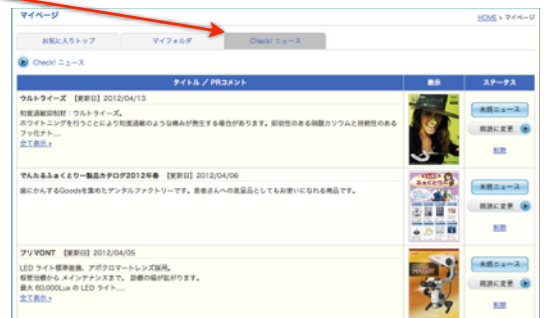 マイページ
HOME > マイページ
お気に入りトップ
マイフォルダ
Check! ニュース
Check! ニュース
タイトル / PRコメント
表示
ステータス
ウルトライーズ 【更新日】2012/04/13
知覚過敏抑制材:ウルトライーズ。
ホワイトニングを行うことにより知覚過敏のような痛みが発生する場合があります。即効性のある硝酸カリウムと持続性のある
フッ化ナト....
全て表示
未読ニュース
既読に変更
削除
でんたるふぁくとりー製品カタログ2012年春 【更新日】2012/04/06
歯にかんするGoodsを集めたデンタルファクトリーです。患者さんへの進呈品としてもお使いになれる商品です。
未読ニュース
既読に変更
削除
プリマDNT 【更新日】2012/04/05
LED ライト標準装備、アポクロマートレンズ採用。
根管治療から メインテナンスまで。 診療の幅が拡がります。
最大 60,000Lux の LED ライト....
全て表示
未読ニュース
既読に変更
削除